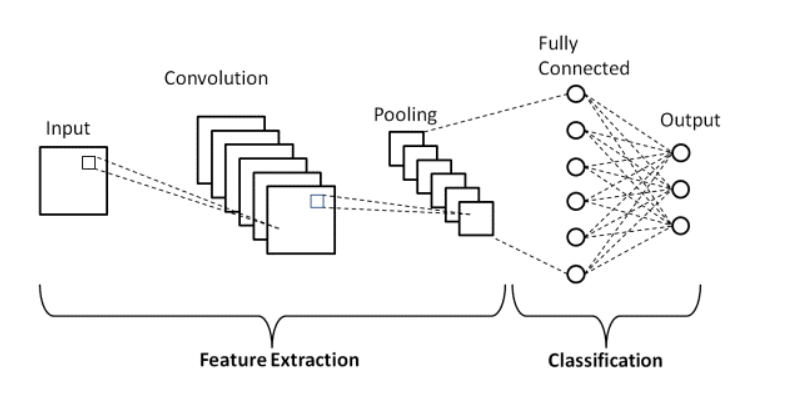 Input
Convolution
Pooling
Fully
Connected
Output
Feature Extraction
Classification